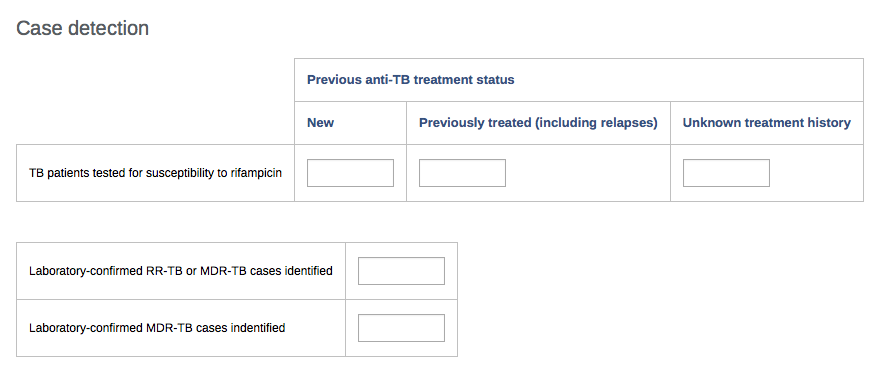 Case detection
Previous anti-TB treatment status
New Previously treated (including relapses) Unknown treatment history
TB patients tested for susceptibility to rifampicin
Laboratory-confirmed RR-TB or MDR-TB cases identified
Laboratory-confirmed MDR-TB cases indentified